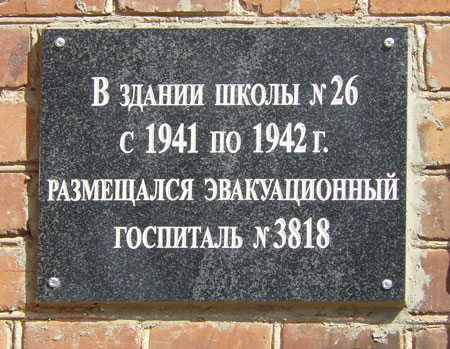 В ЗДАНИИ ШКОЛЫ № 26
С 1941 ПО 1942 Г.
РАЗМЕЩАЛСЯ ЭВАКУАЦИОННЫЙ
ГОСПИТАЛЬ № 3818